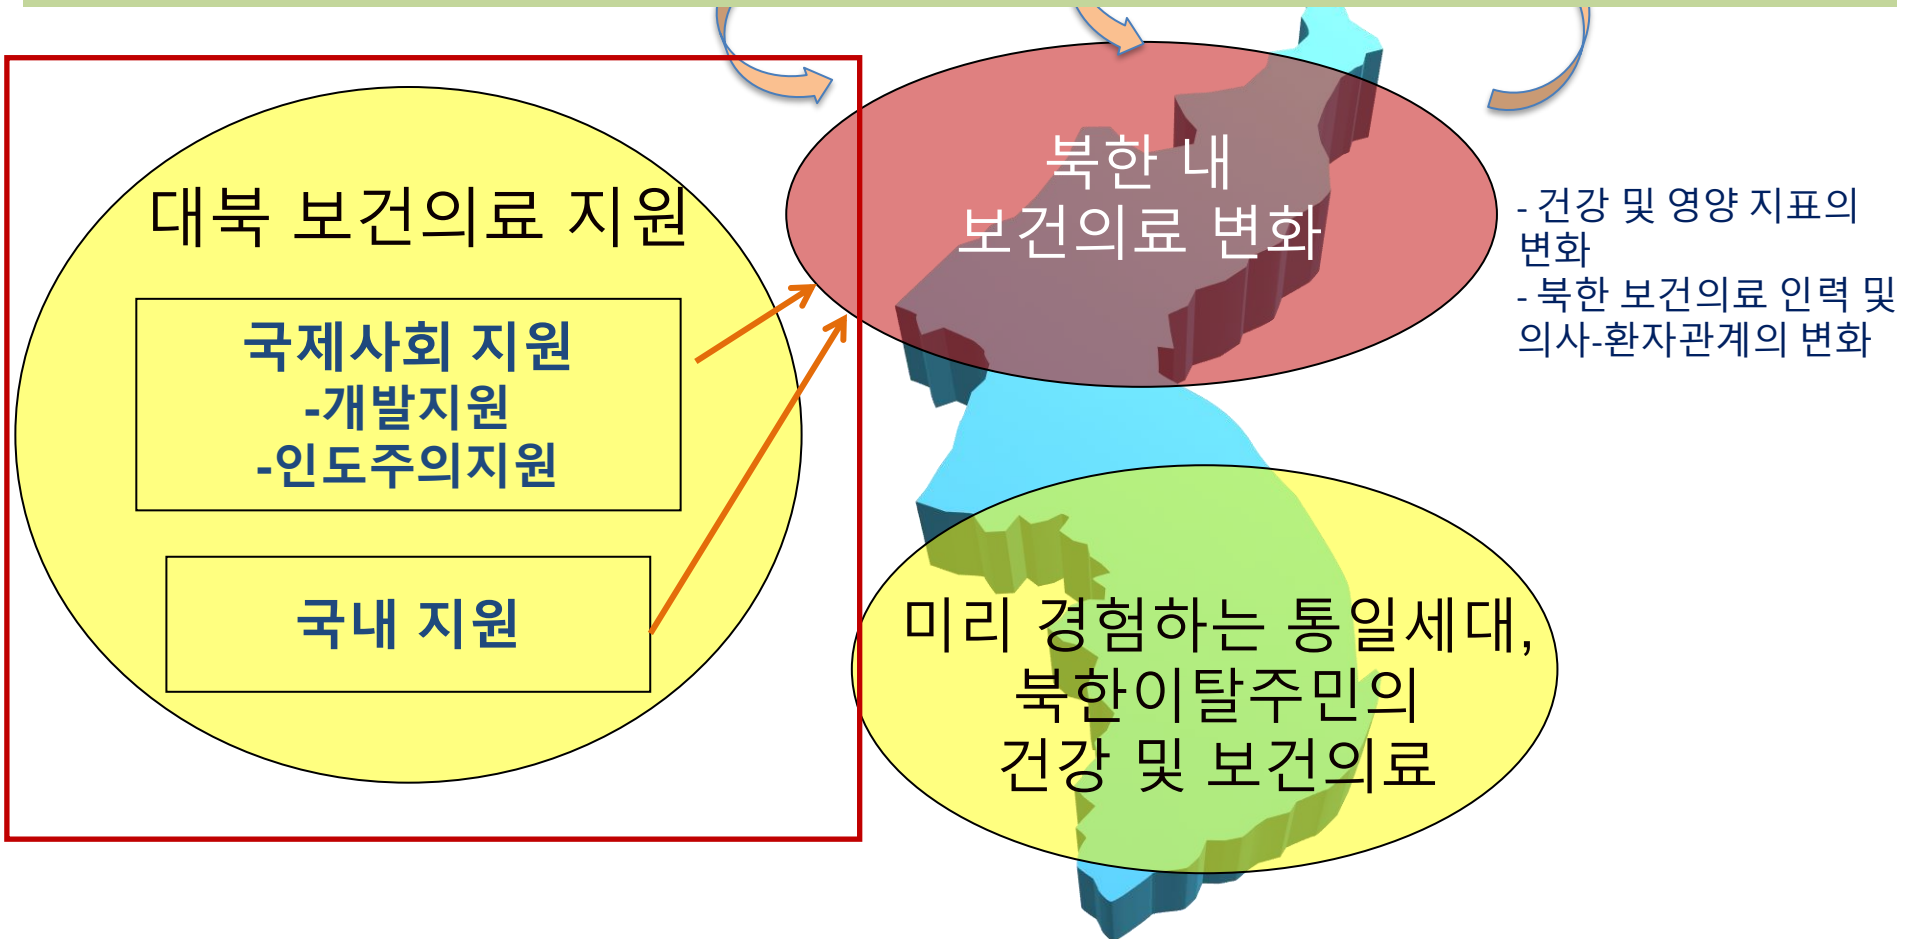 대북 보건의료 지원
국제사회 지원
-개발지원
-인도주의지원
국내 지원
북한 내
보건의료 변화
- 건강 및 영양 지표의
변화
- 북한 보건의료 인력 및
의사-환자관계의 변화
미리 경험하는 통일세대,
북한이탈주민의
건강 및 보건의료